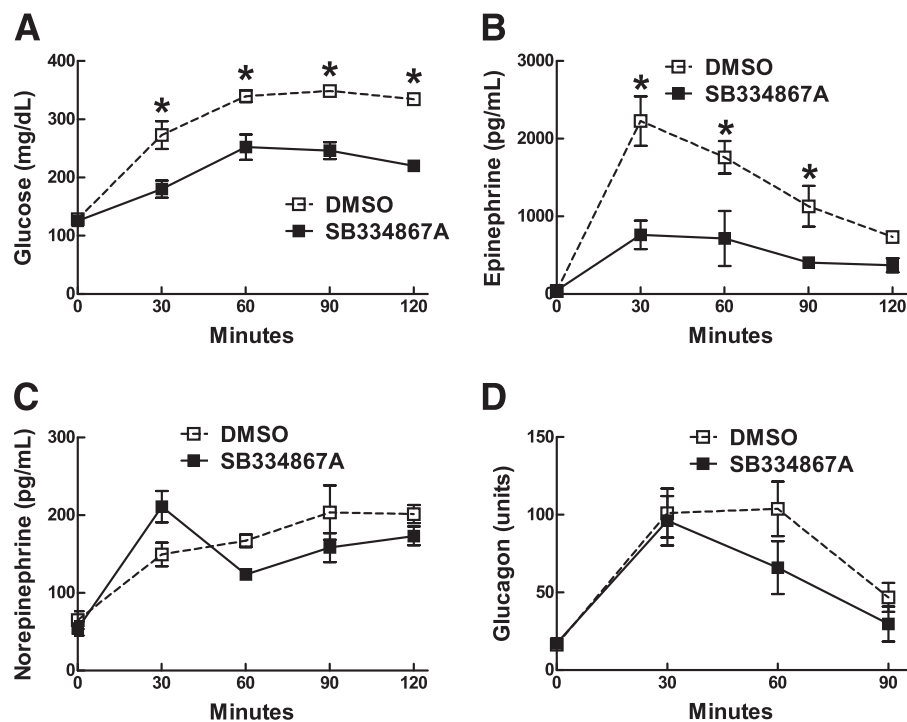 A
Glucose (mg/dL)
400
300
200
100
0
*
*
*
*
DMSO
SB334867A
0 30 60 90 120
Minutes
B
Epinephrine (pg/mL)
3000
2000
1000
0
*
*
*
DMSO
SB334867A
0 30 60 90 120
Minutes
C
Norepinephrine (pg/mL)
300
200
100
0
DMSO
SB334867A
0 30 60 90 120
Minutes
D
Glucagon (units)
150
100
50
0
DMSO
SB334867A
0 30 60 90
Minutes